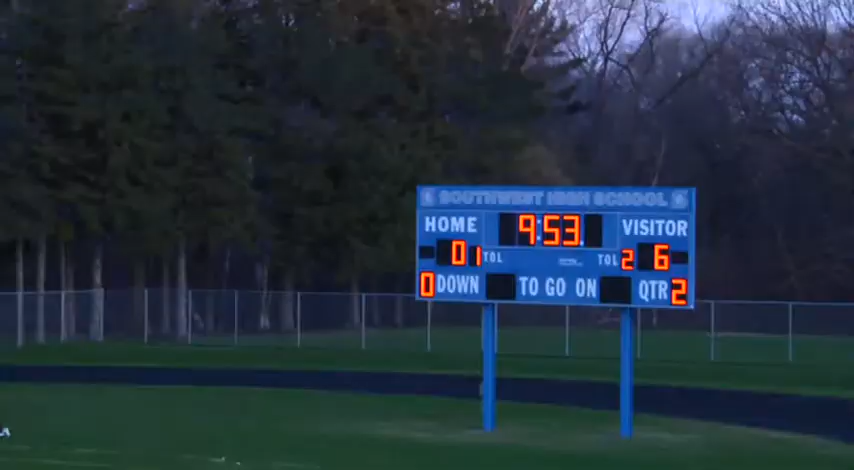 SOUTHWEST HIGH SCHOOL
HOME 9:53 VISITOR
0 1 TOL TOL 2 6
0 DOWN TO GO ON QTR 2